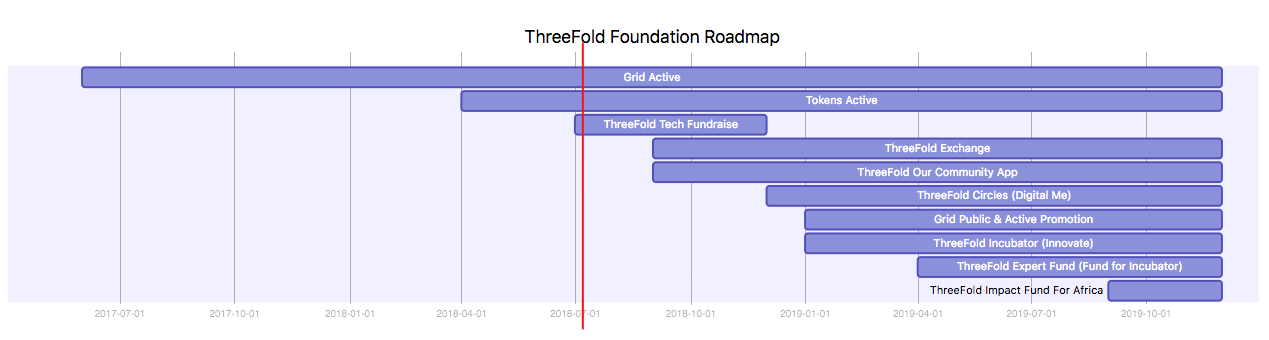 ThreeFold Foundation Roadmap
Grid Active
Tokens Active
ThreeFold Tech Fundraise
ThreeFold Exchange
ThreeFold Our Community App
ThreeFold Circles (Digital Me)
Grid Public & Active Promotion
ThreeFold Incubator (Innovate)
ThreeFold Expert Fund (Fund for Incubator)
ThreeFold Impact Fund For Africa
2017-07-01 2017-10-01 2018-01-01 2018-04-01 2018-07-01 2018-10-01 2019-01-01 2019-04-01 2019-07-01 2019-10-01